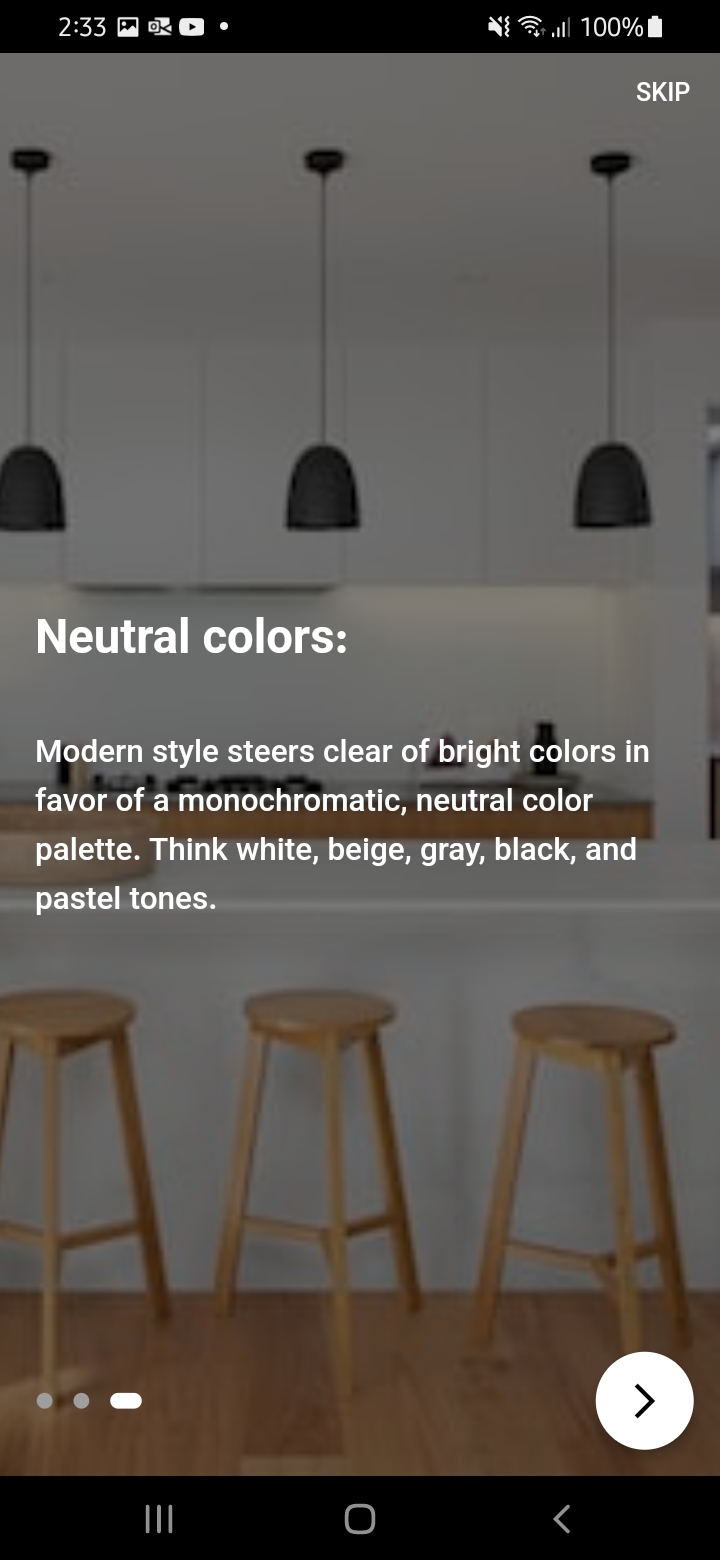 2:33
100%
SKIP
Neutral colors:
Modern style steers clear of bright colors in
favor of a monochromatic, neutral color
palette. Think white, beige, gray, black, and
pastel tones.